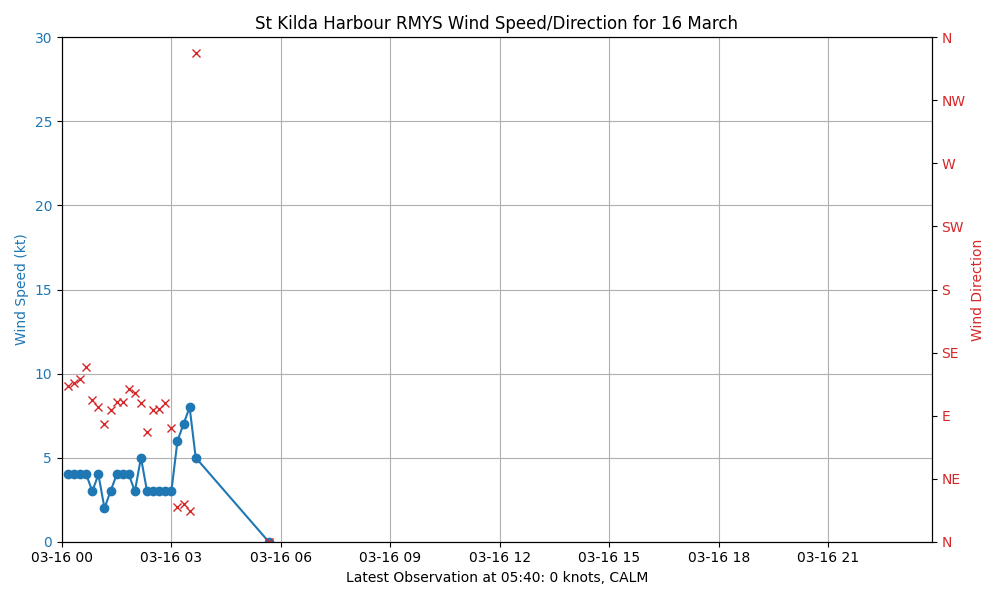 St Kilda Harbour RMYS Wind Speed/Direction for 16 March
30
25
20
15
10
5
0
Wind Speed (kt)
N
NW
W
SW
S
SE
E
NE
N
Wind Direction
03-16 00
03-16 03
03-16 06
03-16 09
03-16 12
03-16 15
03-16 18
03-16 21
Latest Observation at 05:40: 0 knots, CALM